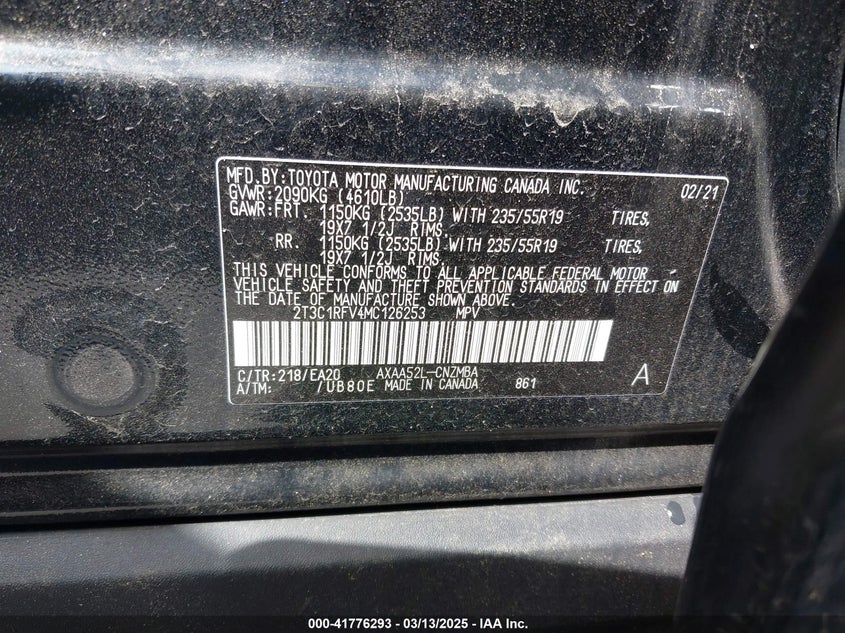 MFD.BY:TOYOTA MOTOR MANUFACTURING CANADA INC. 02/21
GVWR:2090KG (4610LB)
GAWR:FRT. 1150KG (2535LB) WITH 235/55R19 TIRES,
19X7 1/2J RIMS.
RR. 1150KG (2535LB) WITH 235/55R19 TIRES,
19X7 1/2J RIMS.
THIS VEHICLE CONFORMS TO ALL APPLICABLE FEDERAL MOTOR
VEHICLE SAFETY AND THEFT PREVENTION STANDARDS IN EFFECT ON
THE DATE OF MANUFACTURE SHOWN ABOVE.
2T3C1RFV4MC126253 MPV
C/TR:218/EA20 AXAA52L-CNZMBA A
A/TM: /UB80E MADE IN CANADA 861
000-41776293 - 03/13/2025 - IAA Inc.